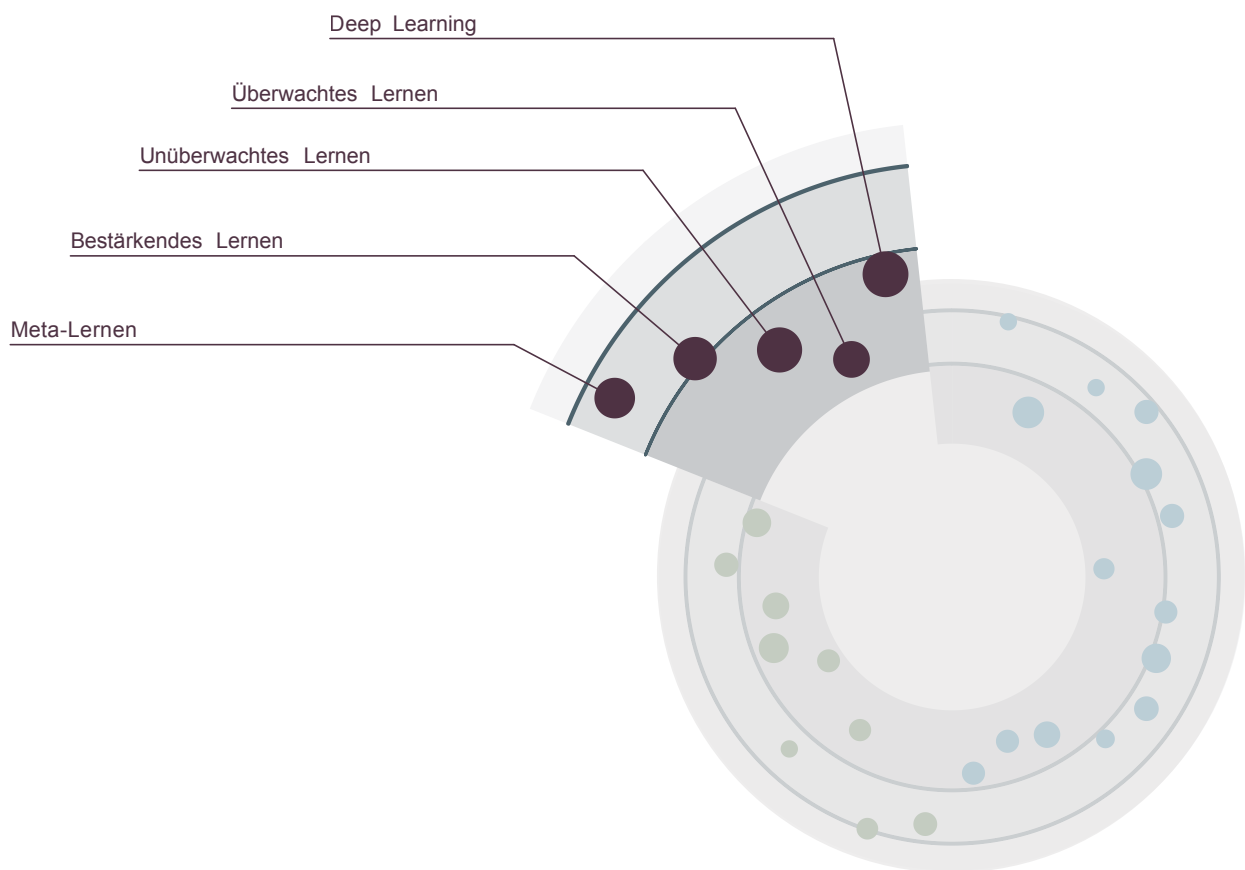 Deep Learning
Überwachtes Lernen
Unüberwachtes Lernen
Bestärkendes Lernen
Meta-Lernen